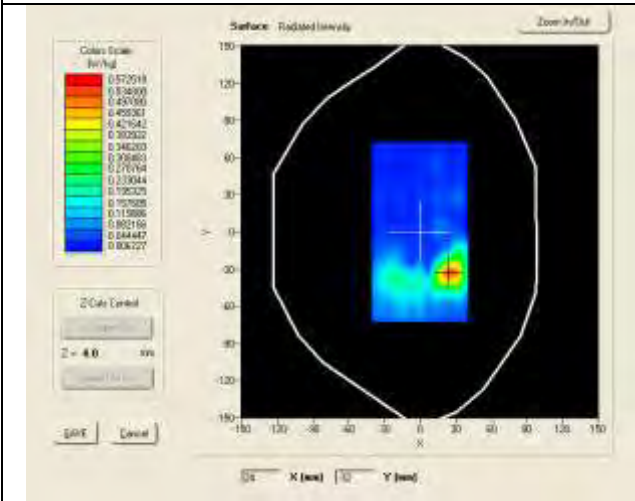 Surface Radiated Intensity
Zoom In/Out
Colors Scale
(W/kg)
0.572518
0.534808
0.497080
0.459361
0.421642
0.383922
0.346203
0.308483
0.270764
0.233044
0.195325
0.157605
0.119886
0.082166
0.044447
0.006727
150
120
90
60
30
0
-30
-60
-90
-120
-150
Y
-150 -120 -90 -60 -30 0 30 60 90 120 150
X
Z-Cuts Control
Z = 4.0 mm
SAVE Cancel
X (mm) Y (mm)